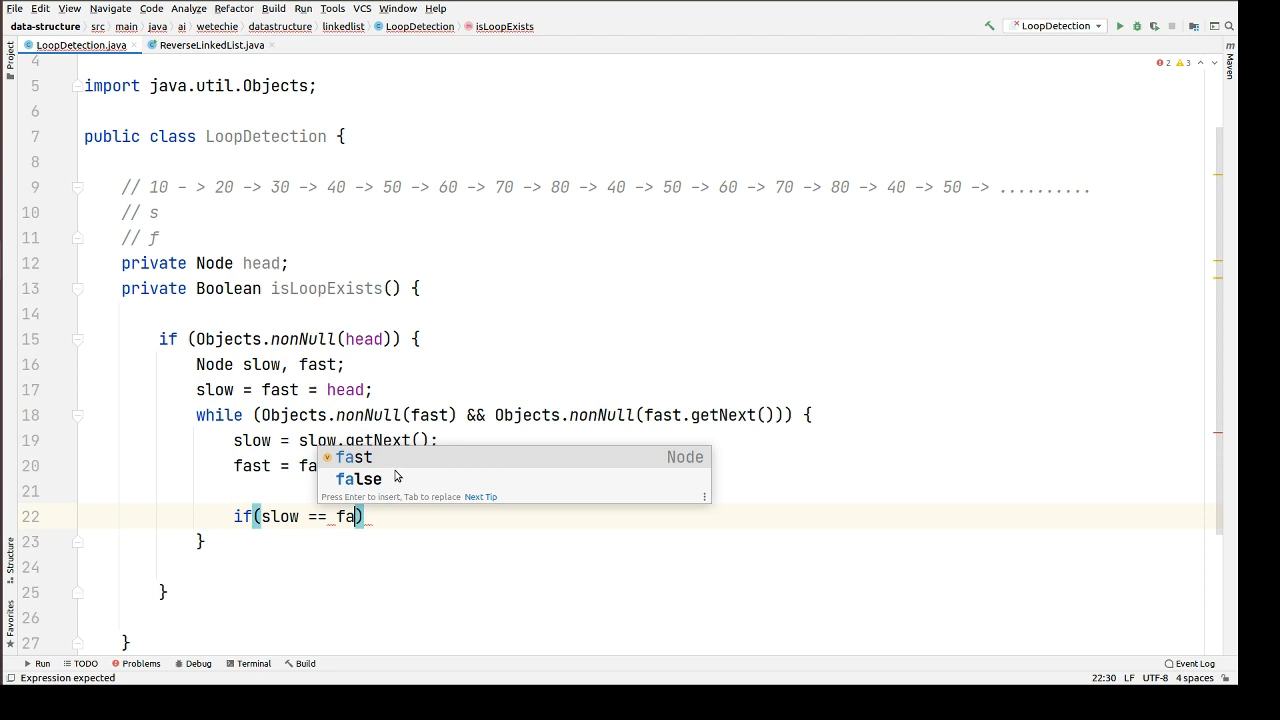 File Edit View Navigate Code Analyze Refactor Build Run Tools VCS Window Help
data-structure src main java ai wetechie datastructure linkedlist LoopDetection isLoopExists LoopDetection
Project LoopDetection.java ReverseLinkedList.java Maven
4 2 3
5 import java.util.Objects;
6
7 public class LoopDetection {
8
9 // 10 - > 20 -> 30 -> 40 -> 50 -> 60 -> 70 -> 80 -> 40 -> 50 -> 60 -> 70 -> 80 -> 40 -> 50 -> ..........
10 // s
11 // f
12 private Node head;
13 private Boolean isLoopExists() {
14
15 if (Objects.nonNull(head)) {
16 Node slow, fast;
17 slow = fast = head;
18 while (Objects.nonNull(fast) && Objects.nonNull(fast.getNext())) {
19 slow = slow.getNext();
fast Node
20 fast = fa
false
21
Press Enter to insert, Tab to replace Next Tip
22 if(slow == fa)
23 }
24
25 }
26
27 }
Structure
Favorites
Run TODO Problems Debug Terminal Build Event Log
Expression expected 22:30 LF UTF-8 4 spaces